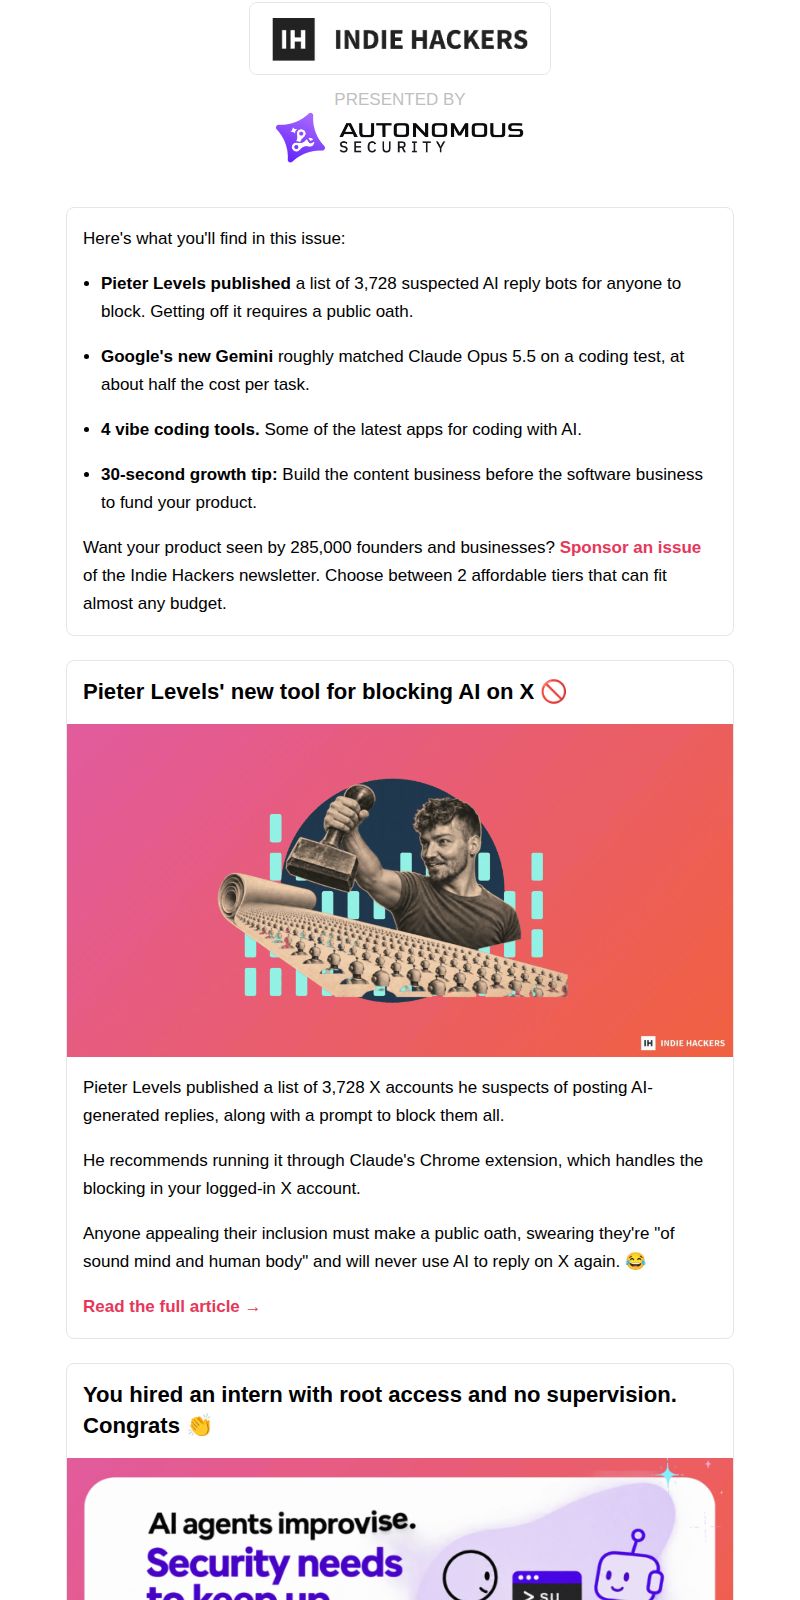 IH INDIE HACKERS
PRESENTED BY
AUTONOMOUS
SECURITY
Here's what you'll find in this issue:
• Pieter Levels published a list of 3,728 suspected AI reply bots for anyone to
block. Getting off it requires a public oath.
• Google's new Gemini roughly matched Claude Opus 5.5 on a coding test, at
about half the cost per task.
• 4 vibe coding tools. Some of the latest apps for coding with AI.
• 30-second growth tip: Build the content business before the software business
to fund your product.
Want your product seen by 285,000 founders and businesses? Sponsor an issue
of the Indie Hackers newsletter. Choose between 2 affordable tiers that can fit
almost any budget.
Pieter Levels' new tool for blocking AI on X 🚫
IH INDIE HACKERS
Pieter Levels published a list of 3,728 X accounts he suspects of posting AI-
generated replies, along with a prompt to block them all.
He recommends running it through Claude's Chrome extension, which handles the
blocking in your logged-in X account.
Anyone appealing their inclusion must make a public oath, swearing they're "of
sound mind and human body" and will never use AI to reply on X again. 😂
Read the full article →
You hired an intern with root access and no supervision.
Congrats 👏
AI agents improvise.
Security needs
to keep up
> SU